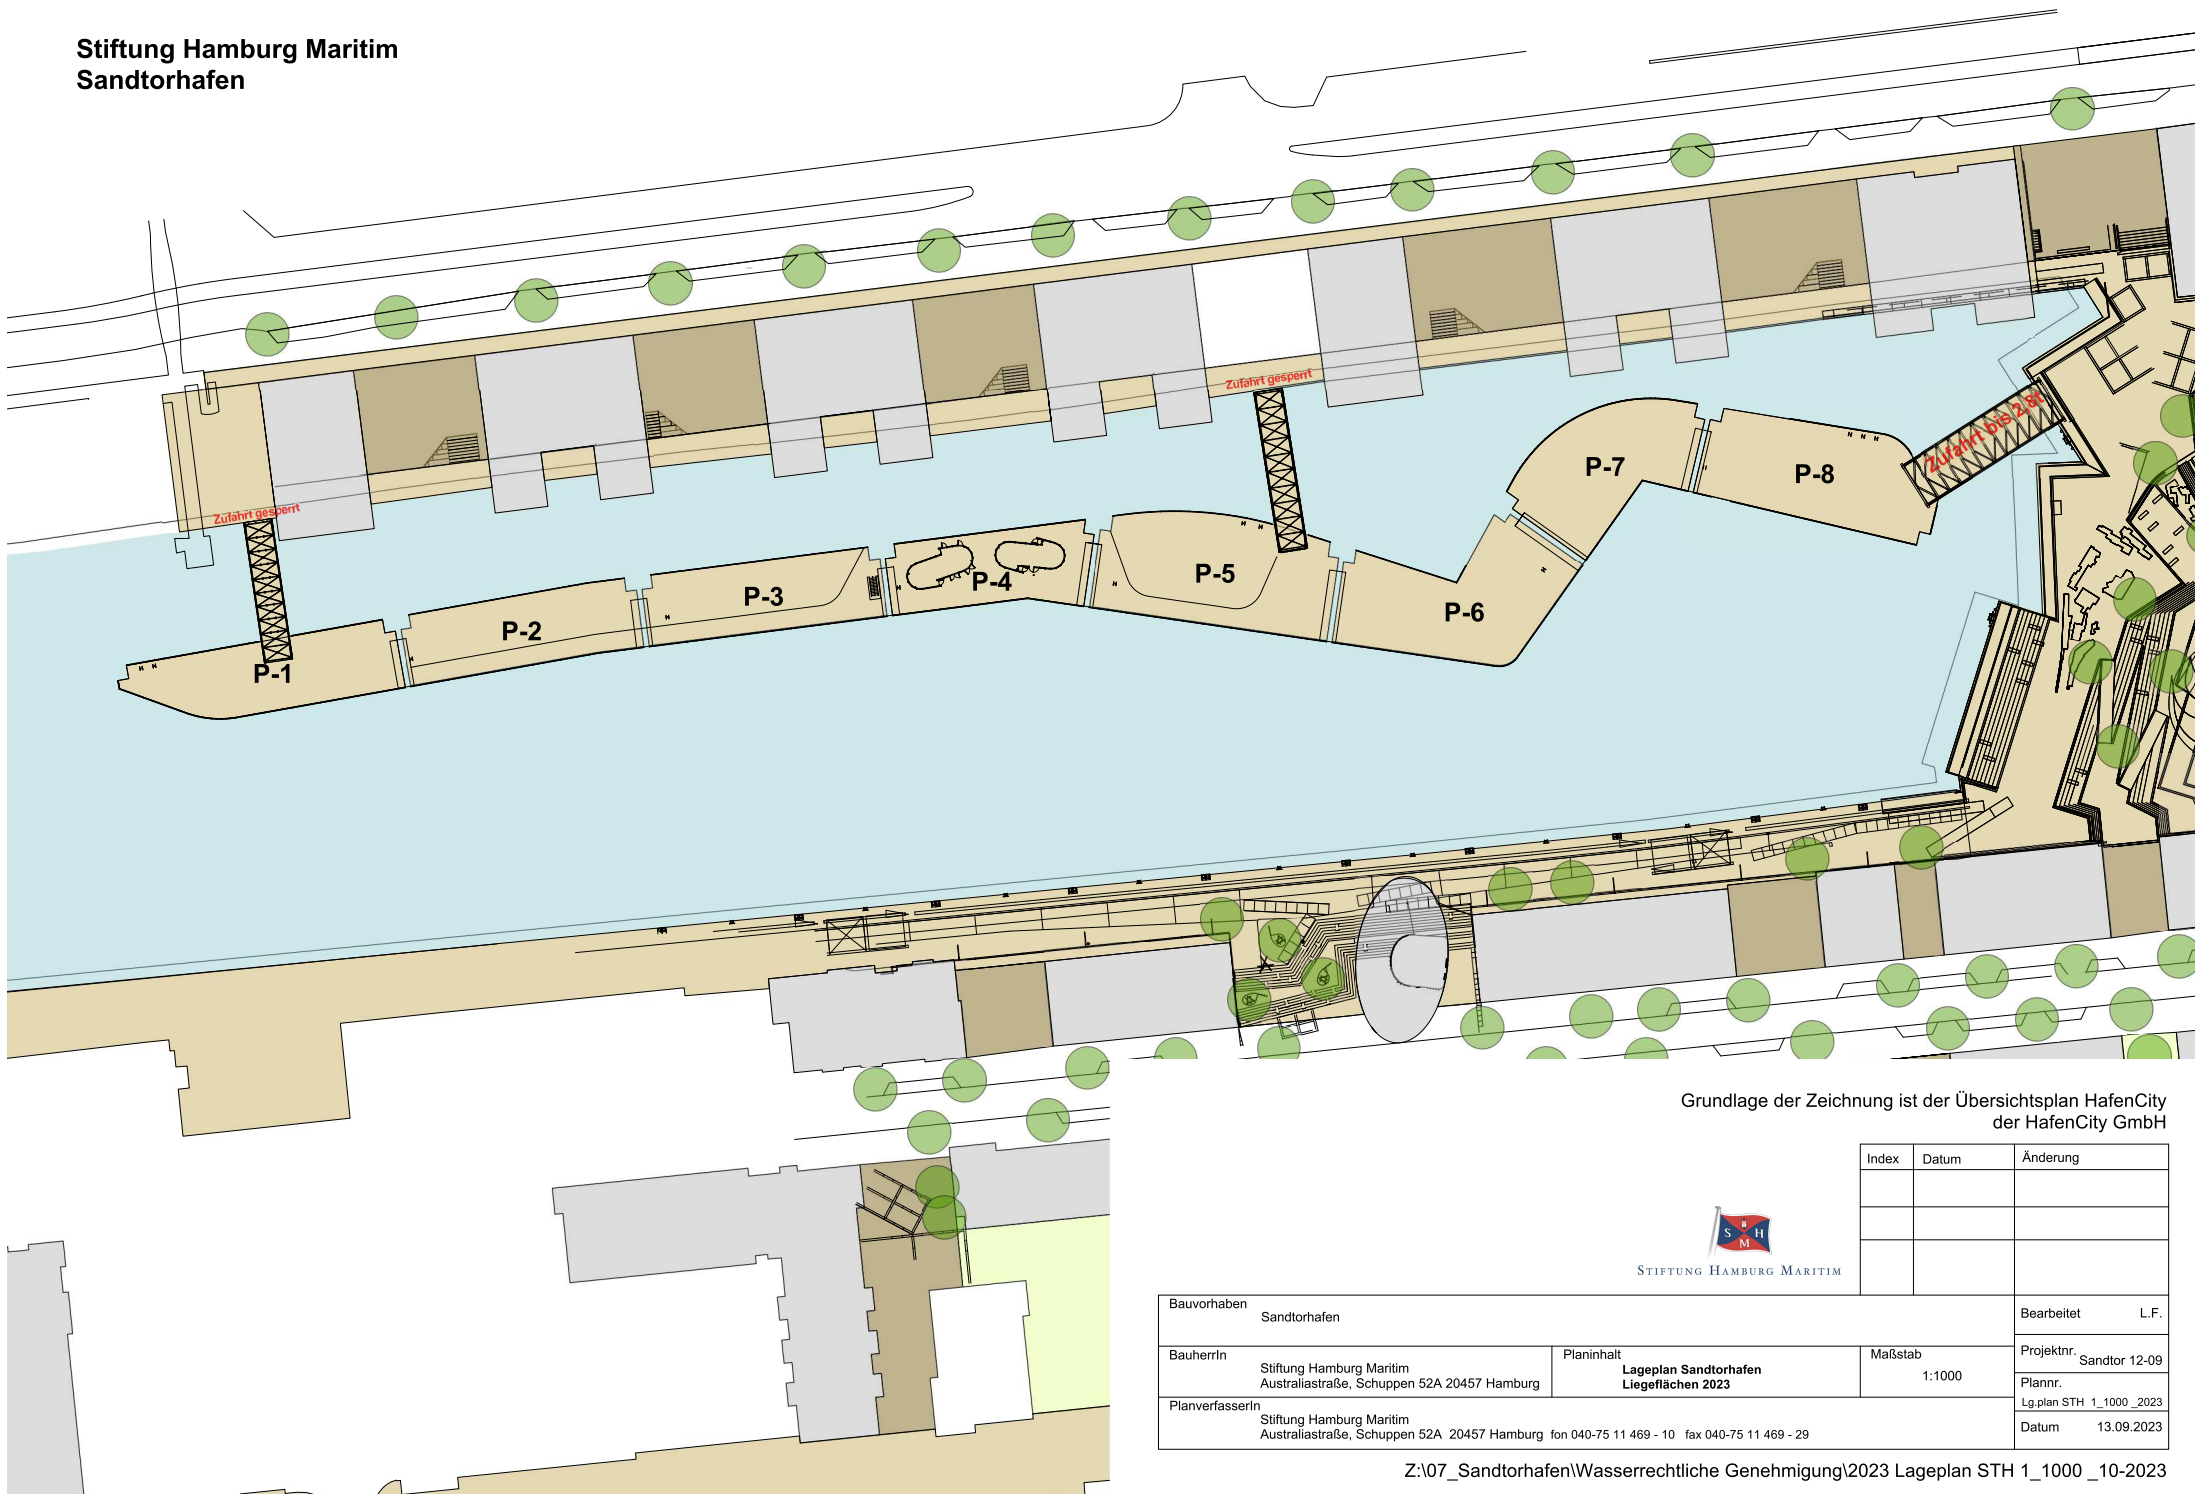 Stiftung Hamburg Maritim
Sandtorhafen
Zufahrt gesperrt
Zufahrt gesperrt
Zufahrt bis 2,8t
P-1
P-2
P-3
P-4
P-5
P-6
P-7
P-8
Grundlage der Zeichnung ist der Übersichtsplan HafenCity
der HafenCity GmbH
Index Datum Änderung
S H
M
STIFTUNG HAMBURG MARITIM
Bauvorhaben
Sandtorhafen
Bearbeitet L.F.
BauherrIn
Stiftung Hamburg Maritim
Australiastraße, Schuppen 52A 20457 Hamburg
Planinhalt
Lageplan Sandtorhafen
Liegeflächen 2023
Maßstab
1:1000
Projektnr.
Sandtor 12-09
Plannr.
Lg.plan STH 1_1000 _2023
PlanverfasserIn
Stiftung Hamburg Maritim
Australiastraße, Schuppen 52A 20457 Hamburg fon 040-75 11 469 - 10 fax 040-75 11 469 - 29
Datum 13.09.2023
Z:\07_Sandtorhafen\Wasserrechtliche Genehmigung\2023 Lageplan STH 1_1000 _10-2023